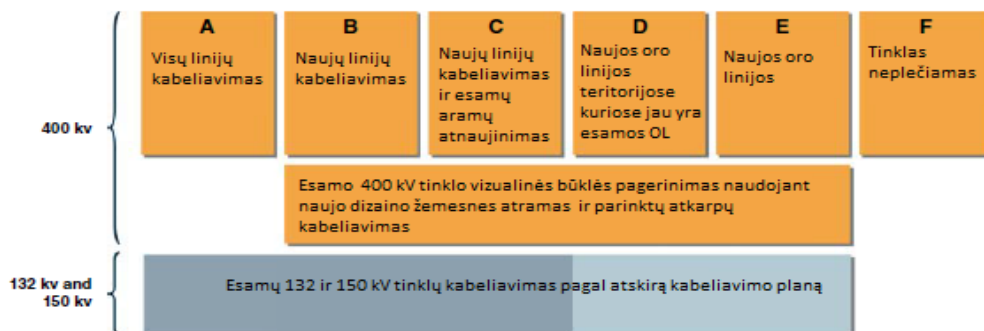 A
Visų linijų
kabeliavimas
B
Naujų linijų
kabeliavimas
C
Naujų linijų
kabeliavimas
ir esamų
aramų
atnaujinimas
D
Naujos oro
linijos
teritorijose
kuriose jau yra
esamos OL
E
Naujos oro
linijos
F
Tinklas
neplečiamas
400 kv
Esamo 400 kV tinklo vizualinės būklės pagerinimas naudojant
naujo dizaino žemesnes atramas ir parinktų atkarpų
kabeliavimas
132 kv and
150 kv
Esamų 132 ir 150 kV tinklų kabeliavimas pagal atskirą kabeliavimo planą